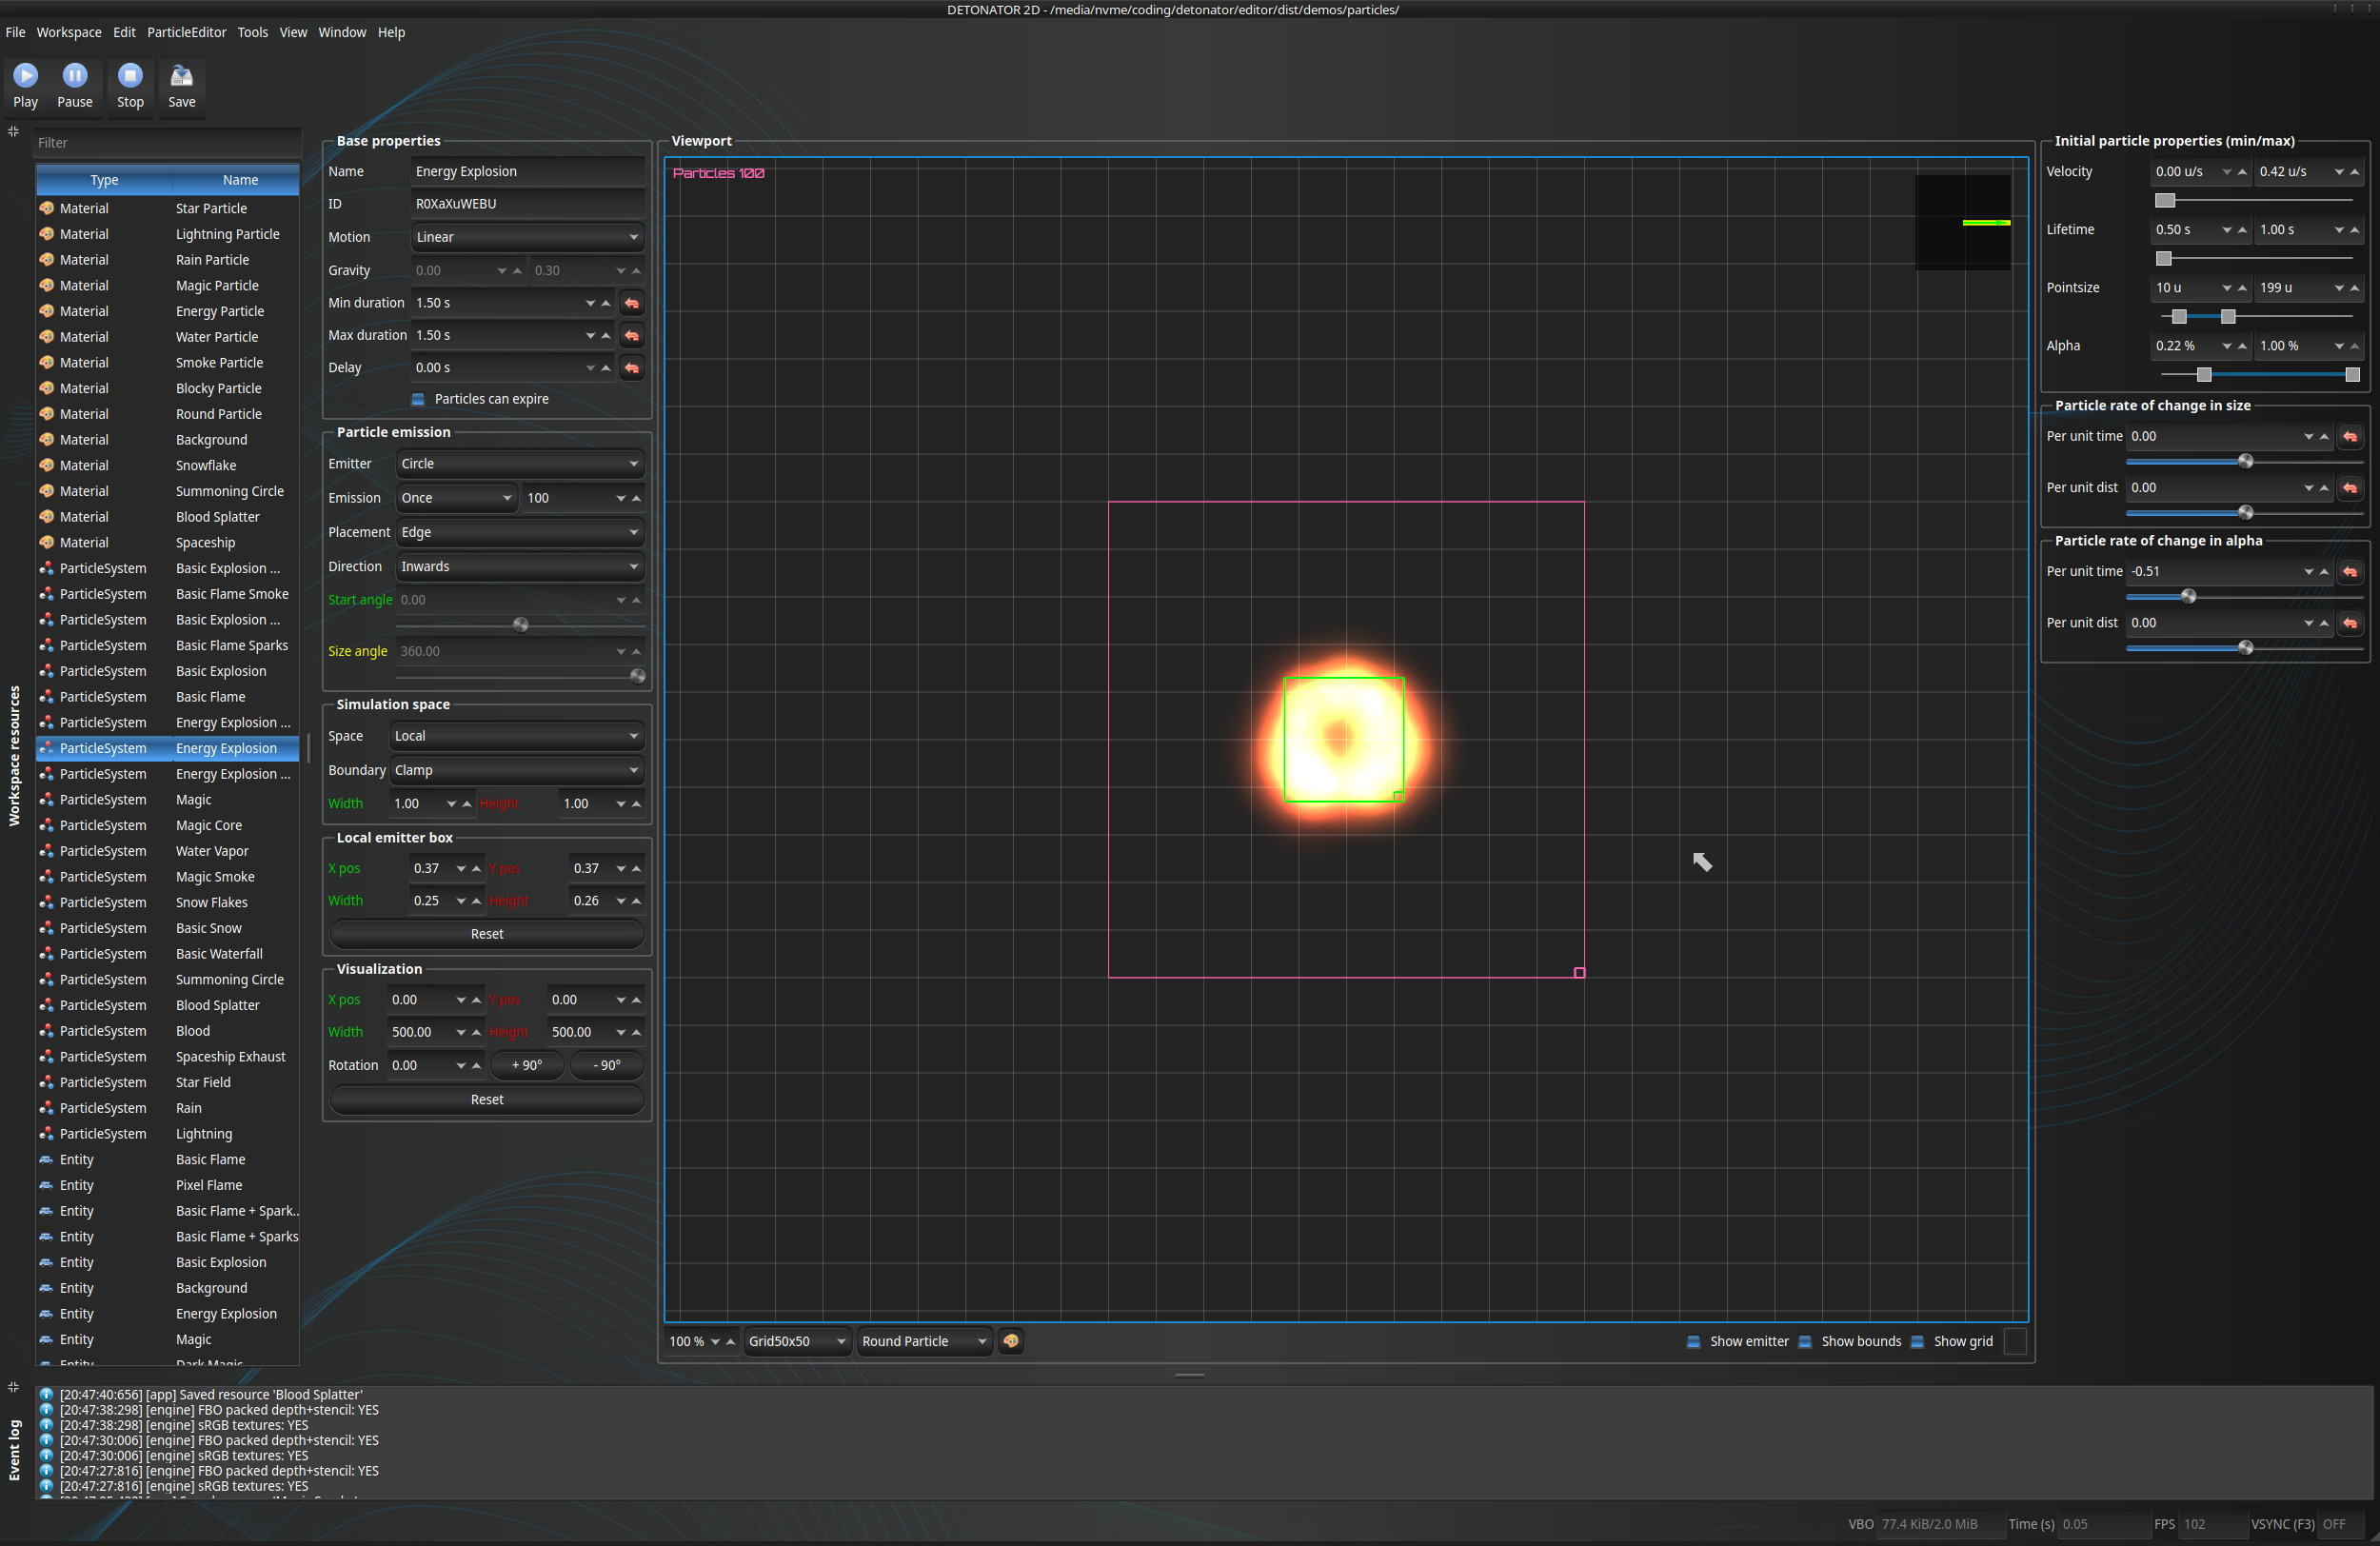 DETONATOR 2D - /media/nvme/coding/detonator/editor/dist/demos/particles/
File Workspace Edit ParticleEditor Tools View Window Help
Play Pause Stop Save
Workspace resources
Filter
Type Name
Material Star Particle
Material Lightning Particle
Material Rain Particle
Material Magic Particle
Material Energy Particle
Material Water Particle
Material Smoke Particle
Material Blocky Particle
Material Round Particle
Material Background
Material Snowflake
Material Summoning Circle
Material Blood Splatter
Material Spaceship
ParticleSystem Basic Explosion ...
ParticleSystem Basic Flame Smoke
ParticleSystem Basic Explosion ...
ParticleSystem Basic Flame Sparks
ParticleSystem Basic Explosion
ParticleSystem Basic Flame
ParticleSystem Energy Explosion ...
ParticleSystem Energy Explosion
ParticleSystem Energy Explosion ...
ParticleSystem Magic
ParticleSystem Magic Core
ParticleSystem Water Vapor
ParticleSystem Magic Smoke
ParticleSystem Snow Flakes
ParticleSystem Basic Snow
ParticleSystem Basic Waterfall
ParticleSystem Summoning Circle
ParticleSystem Blood Splatter
ParticleSystem Blood
ParticleSystem Spaceship Exhaust
ParticleSystem Star Field
ParticleSystem Rain
ParticleSystem Lightning
Entity Basic Flame
Entity Pixel Flame
Entity Basic Flame + Spark..
Entity Basic Flame + Sparks
Entity Basic Explosion
Entity Background
Entity Energy Explosion
Entity Magic
Entity Dark Magic
Base properties
Name Energy Explosion
ID R0XaXuWEBU
Motion Linear
Gravity 0.00 0.30
Min duration 1.50 s
Max duration 1.50 s
Delay 0.00 s
Particles can expire
Particle emission
Emitter Circle
Emission Once 100
Placement Edge
Direction Inwards
Start angle 0.00
Size angle 360.00
Simulation space
Space Local
Boundary Clamp
Width 1.00 Height 1.00
Local emitter box
X pos 0.37 Y pos 0.37
Width 0.25 Height 0.26
Reset
Visualization
X pos 0.00 Y pos 0.00
Width 500.00 Height 500.00
Rotation 0.00 + 90° - 90°
Reset
Viewport
Particles 100
100 % Grid50x50 Round Particle Show emitter Show bounds Show grid
Initial particle properties (min/max)
Velocity 0.00 u/s 0.42 u/s
Lifetime 0.50 s 1.00 s
Pointsize 10 u 199 u
Alpha 0.22 % 1.00 %
Particle rate of change in size
Per unit time 0.00
Per unit dist 0.00
Particle rate of change in alpha
Per unit time -0.51
Per unit dist 0.00
Event log
[20:47:40:656] [app] Saved resource 'Blood Splatter'
[20:47:38:298] [engine] FBO packed depth+stencil: YES
[20:47:38:298] [engine] sRGB textures: YES
[20:47:30:006] [engine] FBO packed depth+stencil: YES
[20:47:30:006] [engine] sRGB textures: YES
[20:47:27:816] [engine] FBO packed depth+stencil: YES
[20:47:27:816] [engine] sRGB textures: YES
VBO 77.4 KiB/2.0 MiB Time (s) 0.05 FPS 102 VSYNC (F3) OFF